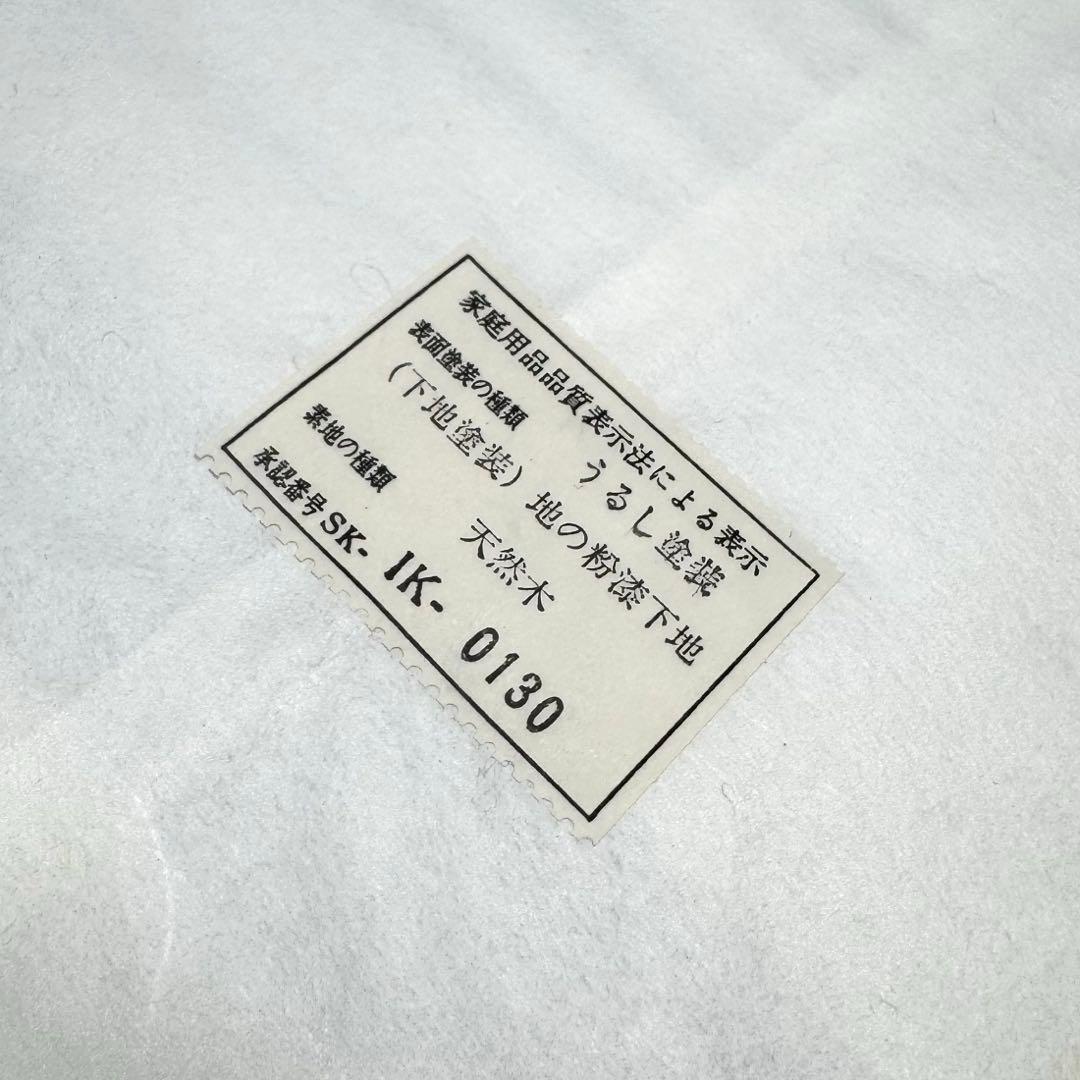 家庭用品品質表示法による表示
表面塗装の種類 うるし塗装
(下地塗装) 地の粉漆下地
素地の種類 天然木
承認番号SK-IK-0130